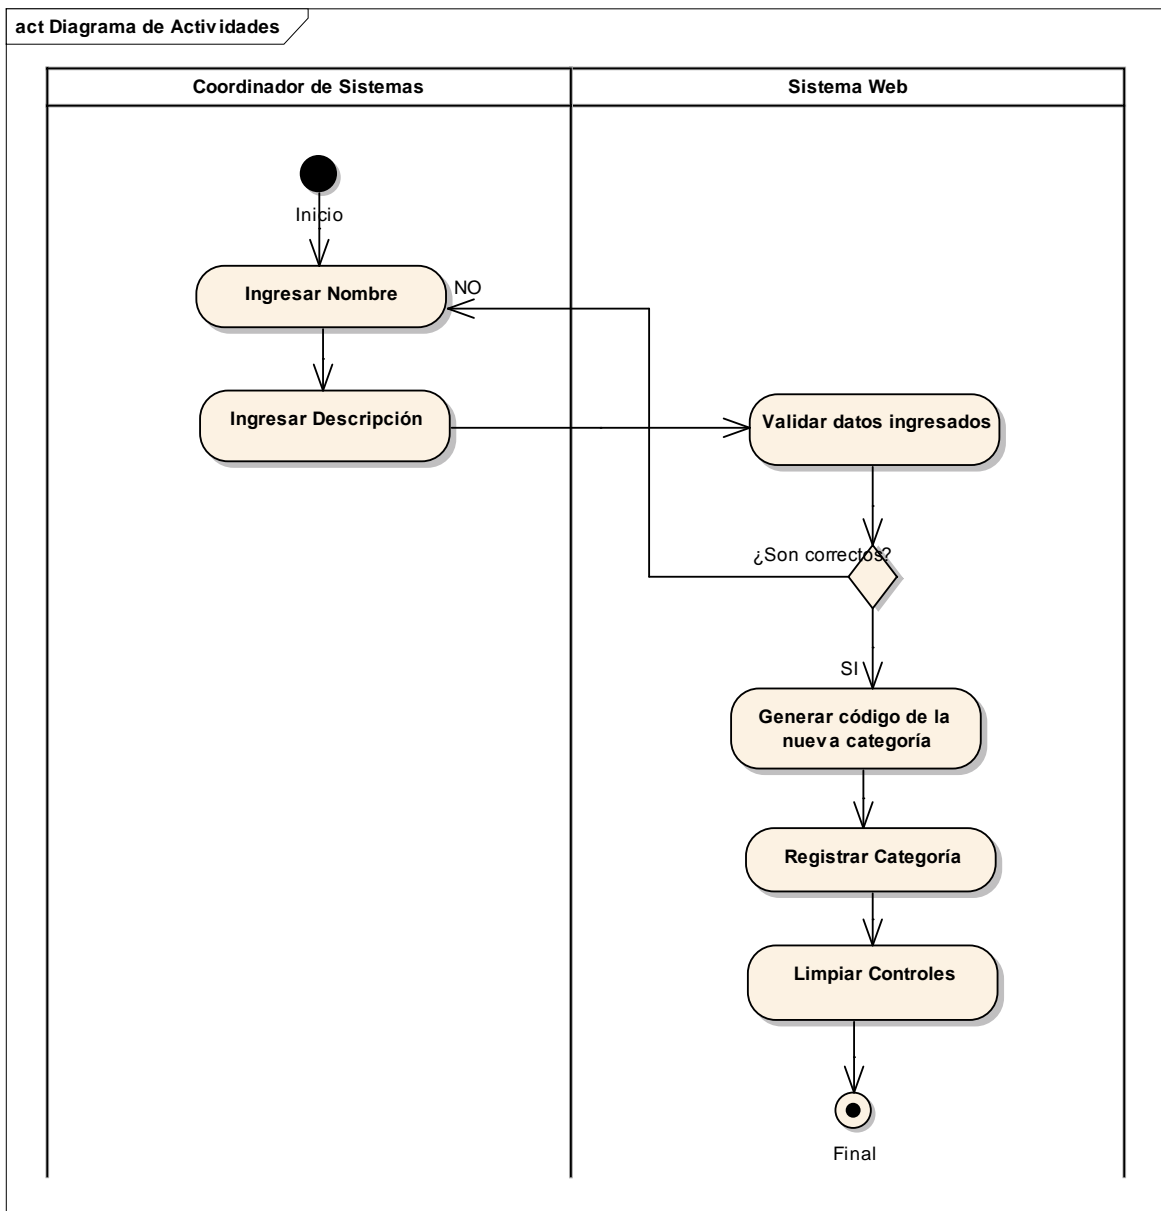 act Diagrama de Actividades
Coordinador de Sistemas
Sistema Web
Inicio
Ingresar Nombre
NO
Ingresar Descripción
Validar datos ingresados
¿Son correctos?
SI
Generar código de la
nueva categoría
Registrar Categoría
Limpiar Controles
Final